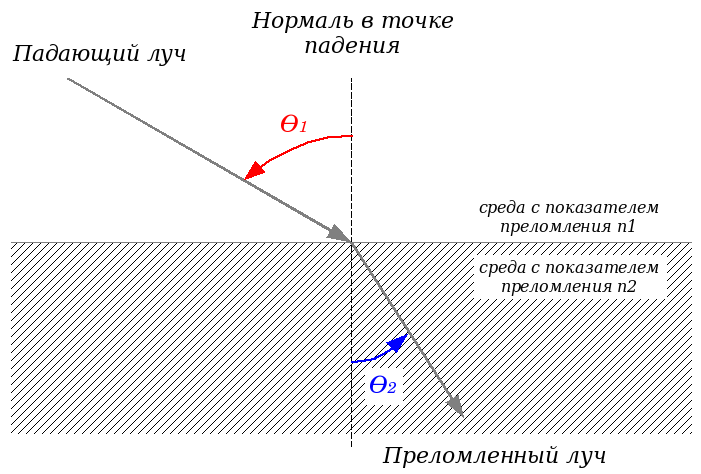 Нормаль в точке
падения
Падающий луч
Θ1
среда с показателем
преломления n1
среда с показателем
преломления n2
Θ2
Преломленный луч